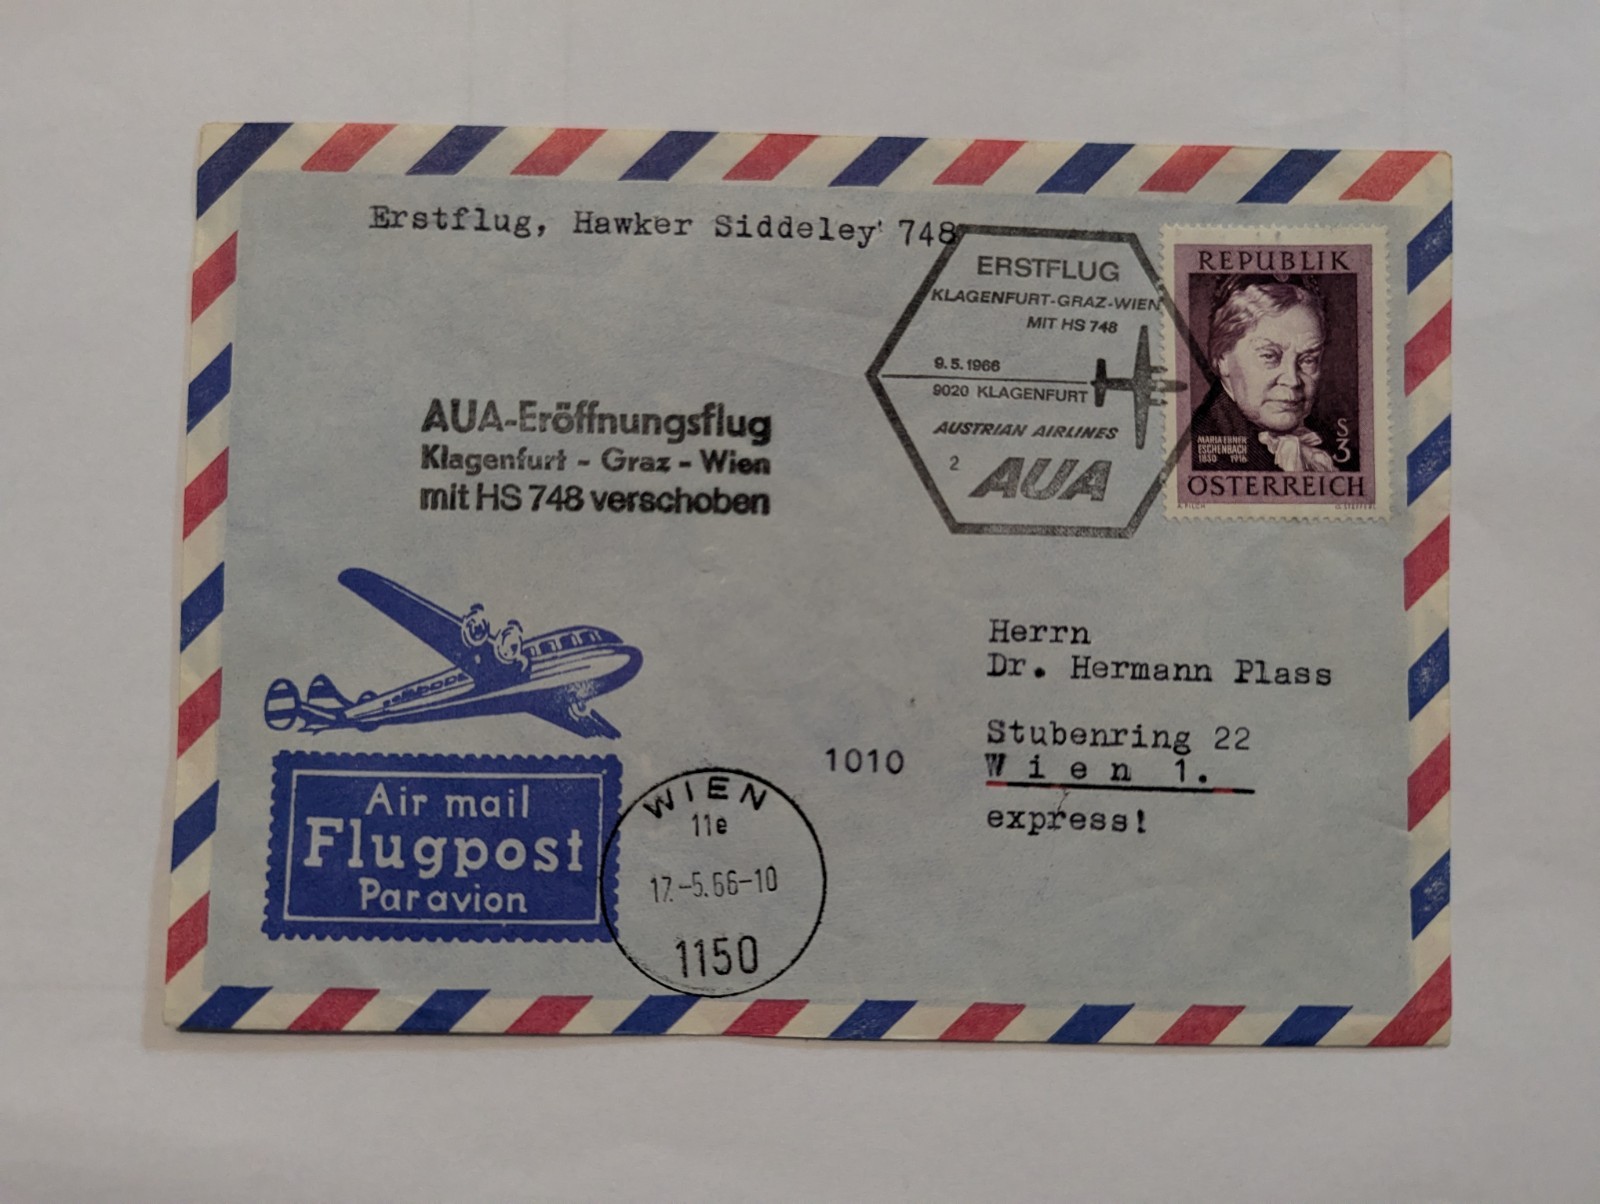 Erstflug, Hawker Siddeley' 748
ERSTFLUG
KLAGENFURT-GRAZ-WIEN
MIT HS 748
9.5.1966
9020 KLAGENFURT
AUSTRIAN AIRLINES
2
AUA
REPUBLIK
MARIA EBNER
ESCHENBACH
1830 1916
S
3
ÖSTERREICH
AUA-Eröffnungsflug
Klagenfurt - Graz - Wien
mit HS 748 verschoben
Herrn
Dr. Hermann Plass
Stubenring 22
1010
Wien 1.
express!
Air mail
Flugpost
Par avion
WIEN
11e
17.-5.66-10
1150